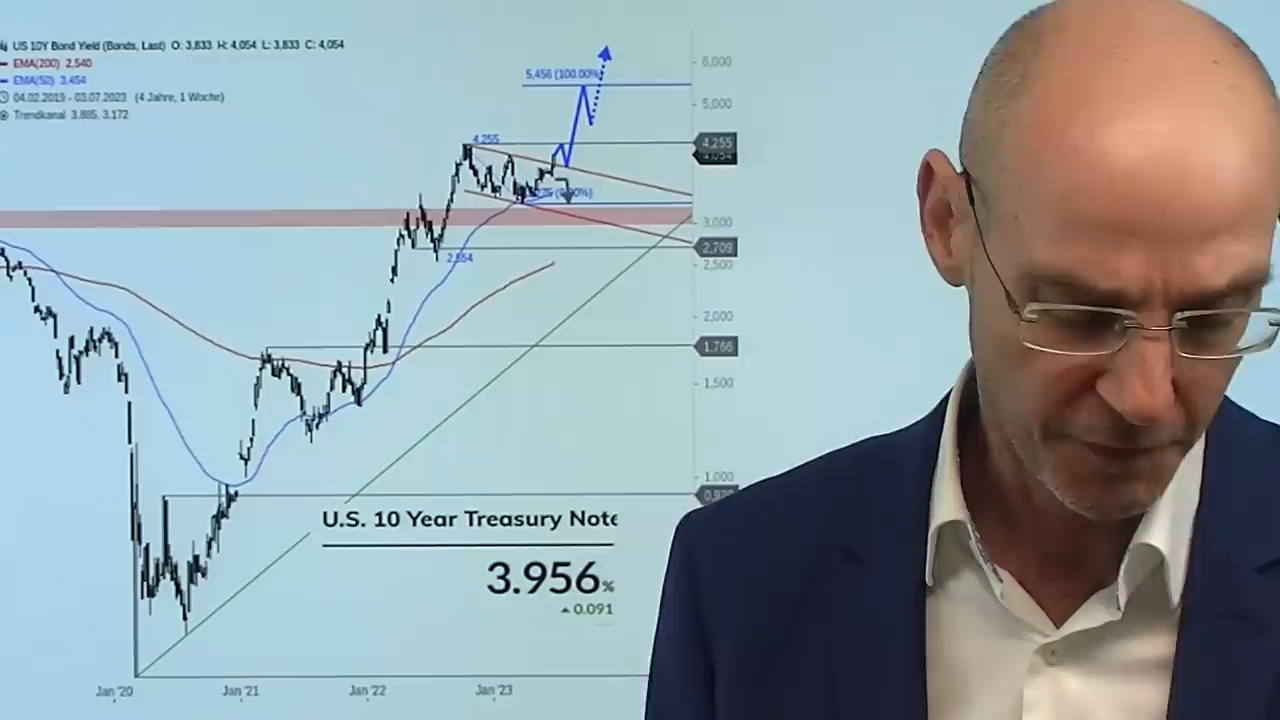 US 10Y Bond Yield (Bonds, Last) O: 3,833 H: 4,054 L: 3,833 C: 4,054
EMA(200) 2,540
EMA(50) 3,454
04.02.2019 - 03.07.2023 (4 Jahre, 1 Woche)
Trendkanal 3.885, 3.172
6,000
5,456 (100.00%)
5,000
4,255
4.255
4,054
3,000
2,709
2,554
2,500
2,000
1,766
1,500
1,000
U.S. 10 Year Treasury Note
3.956%
0.091
Jan '20
Jan '21
Jan '22
Jan '23